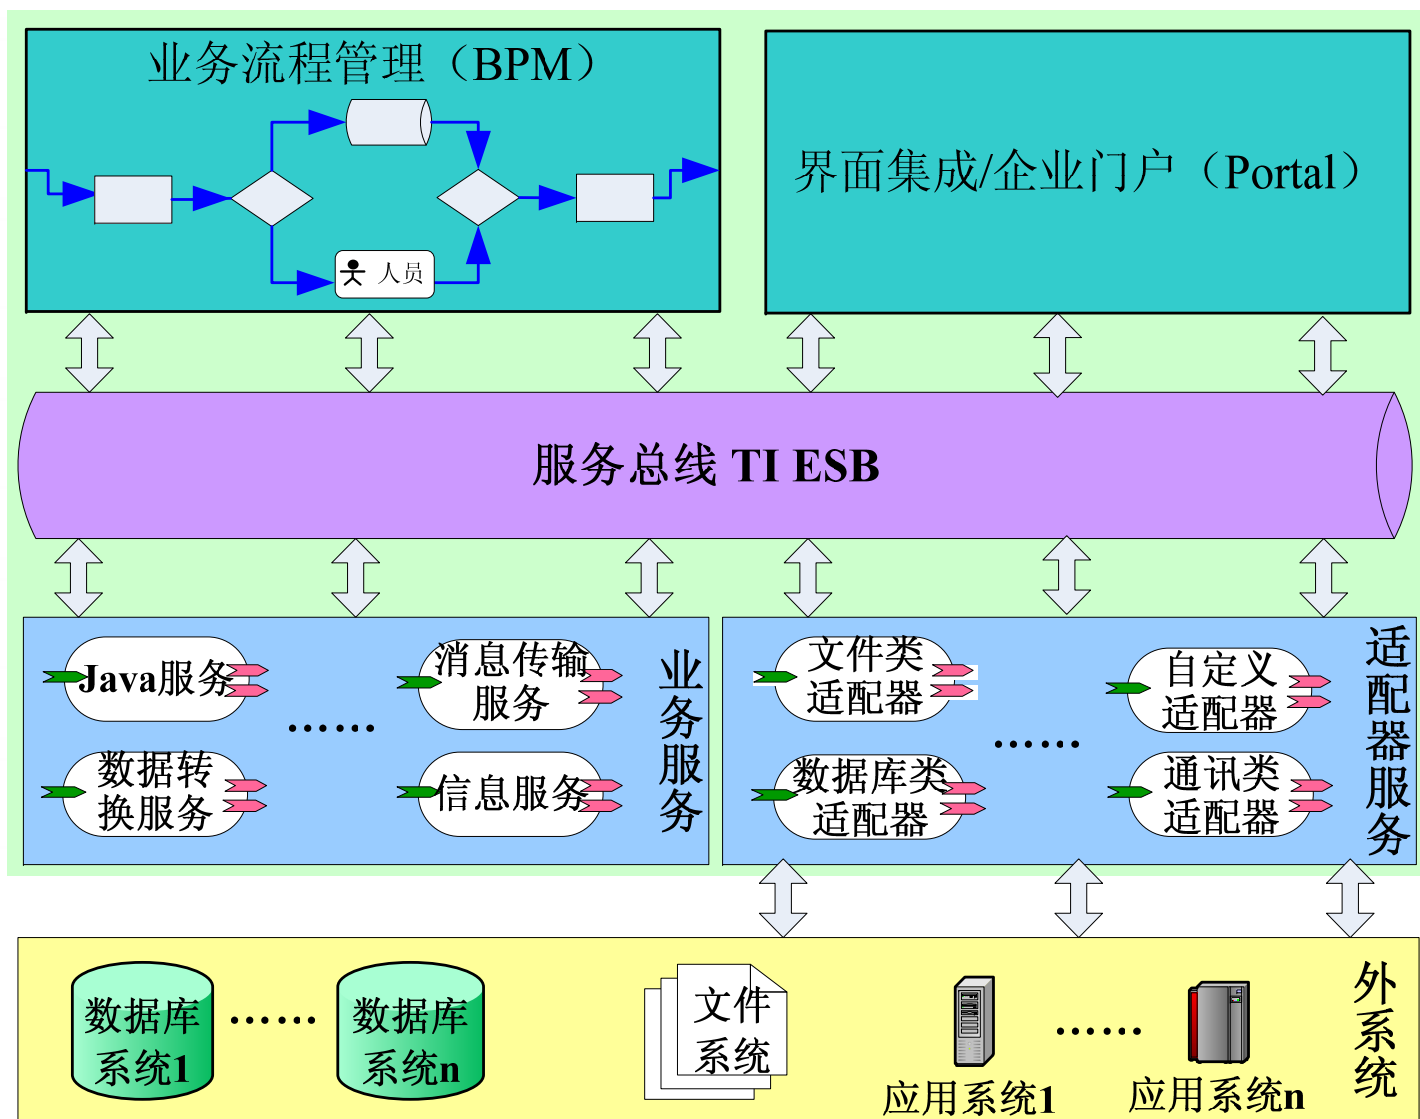 业务流程管理（BPM）
人员
界面集成/企业门户（Portal）
服务总线 TI ESB
Java服务
……
消息传输
服务
数据转
换服务
信息服务
业务服务
文件类
适配器
……
自定义
适配器
数据库类
适配器
通讯类
适配器
适配器服务
数据库
系统1
……
数据库
系统n
文件
系统
应用系统1
……
应用系统n
外系统